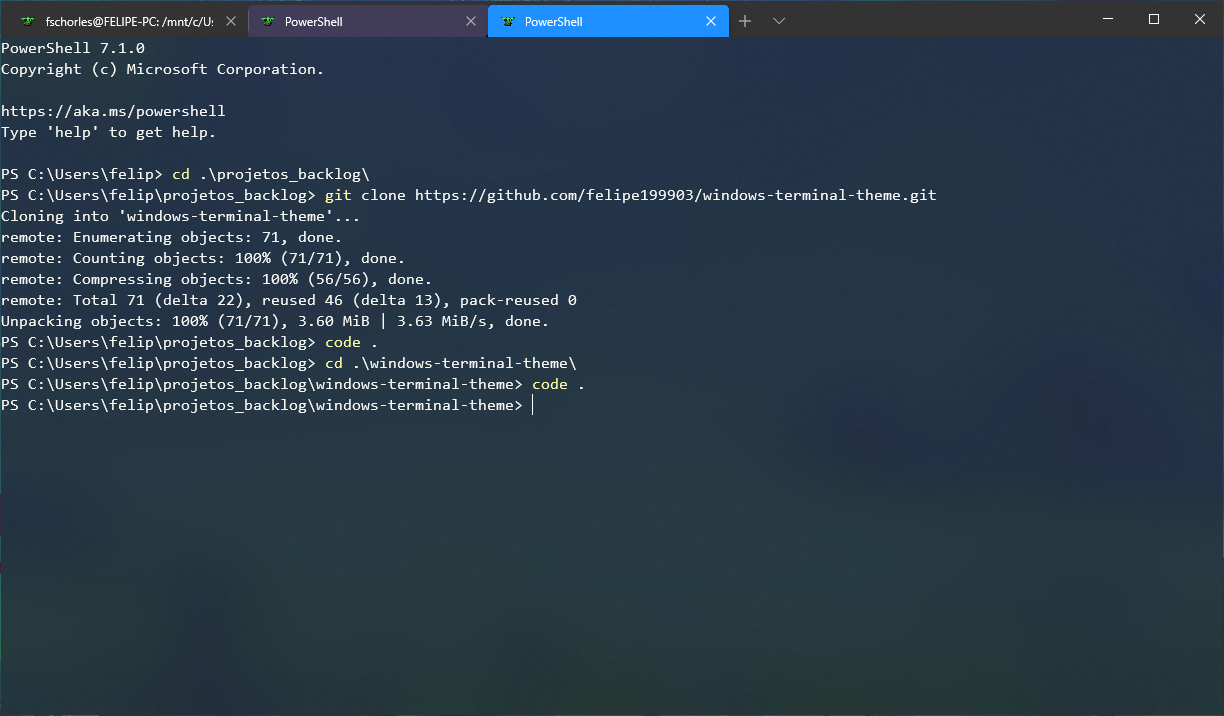 fschorles@FELIPE-PC: /mnt/c/Us
PowerShell
PowerShell
PowerShell 7.1.0
Copyright (c) Microsoft Corporation.
https://aka.ms/powershell
Type 'help' to get help.
PS C:\Users\felip> cd .\projetos_backlog\
PS C:\Users\felip\projetos_backlog> git clone https://github.com/felipe199903/windows-terminal-theme.git
Cloning into 'windows-terminal-theme'...
remote: Enumerating objects: 71, done.
remote: Counting objects: 100% (71/71), done.
remote: Compressing objects: 100% (56/56), done.
remote: Total 71 (delta 22), reused 46 (delta 13), pack-reused 0
Unpacking objects: 100% (71/71), 3.60 MiB | 3.63 MiB/s, done.
PS C:\Users\felip\projetos_backlog> code .
PS C:\Users\felip\projetos_backlog> cd .\windows-terminal-theme\
PS C:\Users\felip\projetos_backlog\windows-terminal-theme> code .
PS C:\Users\felip\projetos_backlog\windows-terminal-theme>